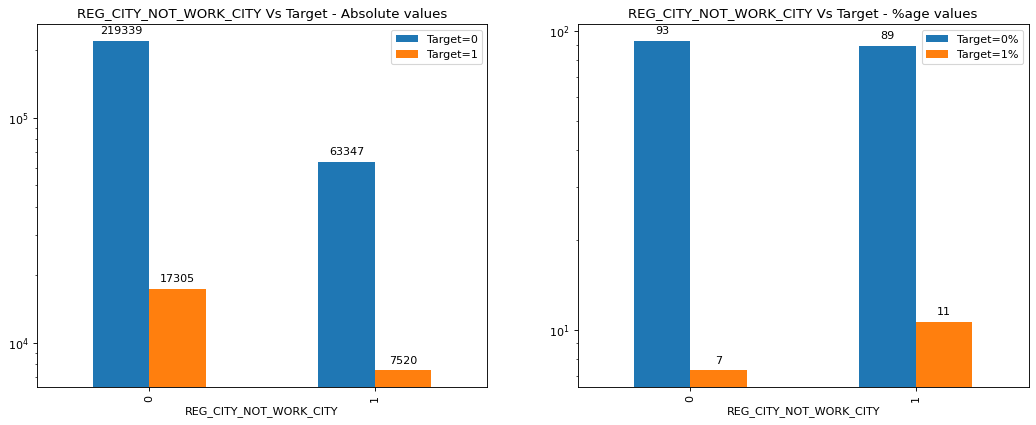 REG_CITY_NOT_WORK_CITY Vs Target - Absolute values
219339
Target=0
Target=1
10^5
63347
17305
7520
10^4
0
1
REG_CITY_NOT_WORK_CITY
REG_CITY_NOT_WORK_CITY Vs Target - %age values
10^2
93
89
Target=0%
Target=1%
10^1
11
7
0
1
REG_CITY_NOT_WORK_CITY